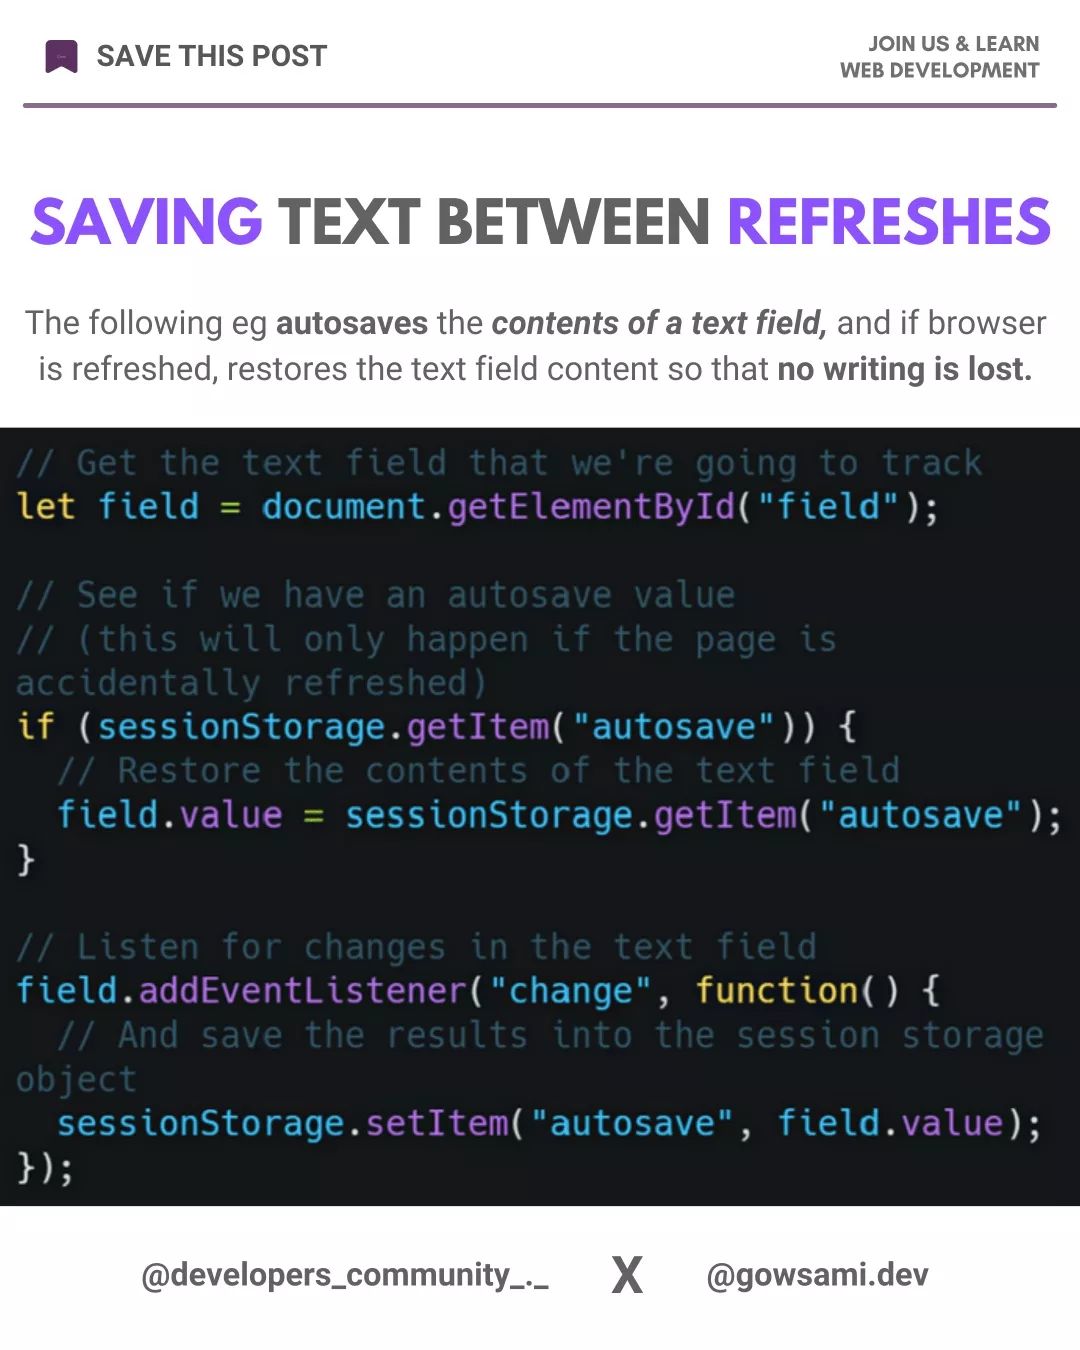 SAVE THIS POST
JOIN US & LEARN
WEB DEVELOPMENT
SAVING TEXT BETWEEN REFRESHES
The following eg autosaves the contents of a text field, and if browser
is refreshed, restores the text field content so that no writing is lost.
// Get the text field that we're going to track
let field = document.getElementById("field");
// See if we have an autosave value
// (this will only happen if the page is
accidentally refreshed)
if (sessionStorage.getItem("autosave")) {
  // Restore the contents of the text field
  field.value = sessionStorage.getItem("autosave");
}
// Listen for changes in the text field
field.addEventListener("change", function() {
  // And save the results into the session storage
object
  sessionStorage.setItem("autosave", field.value);
});
@developers_community_._ X @gowsami.dev